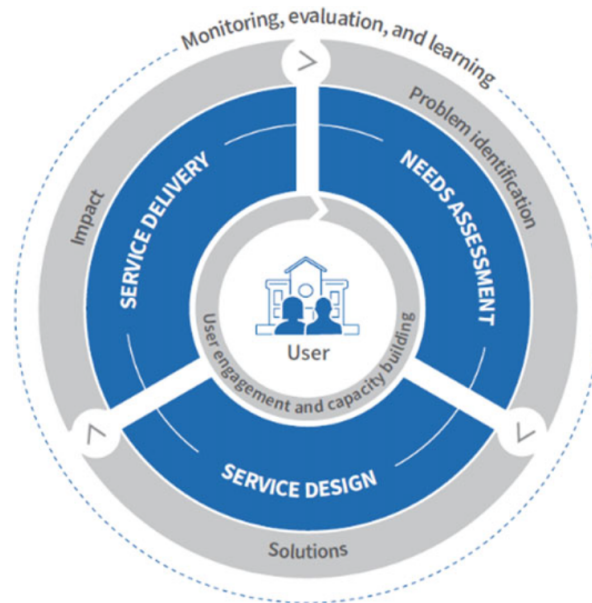 Monitoring, evaluation, and learning
Problem identification
NEEDS ASSESSMENT
SERVICE DELIVERY
Impact
User
User engagement and capacity building
SERVICE DESIGN
Solutions